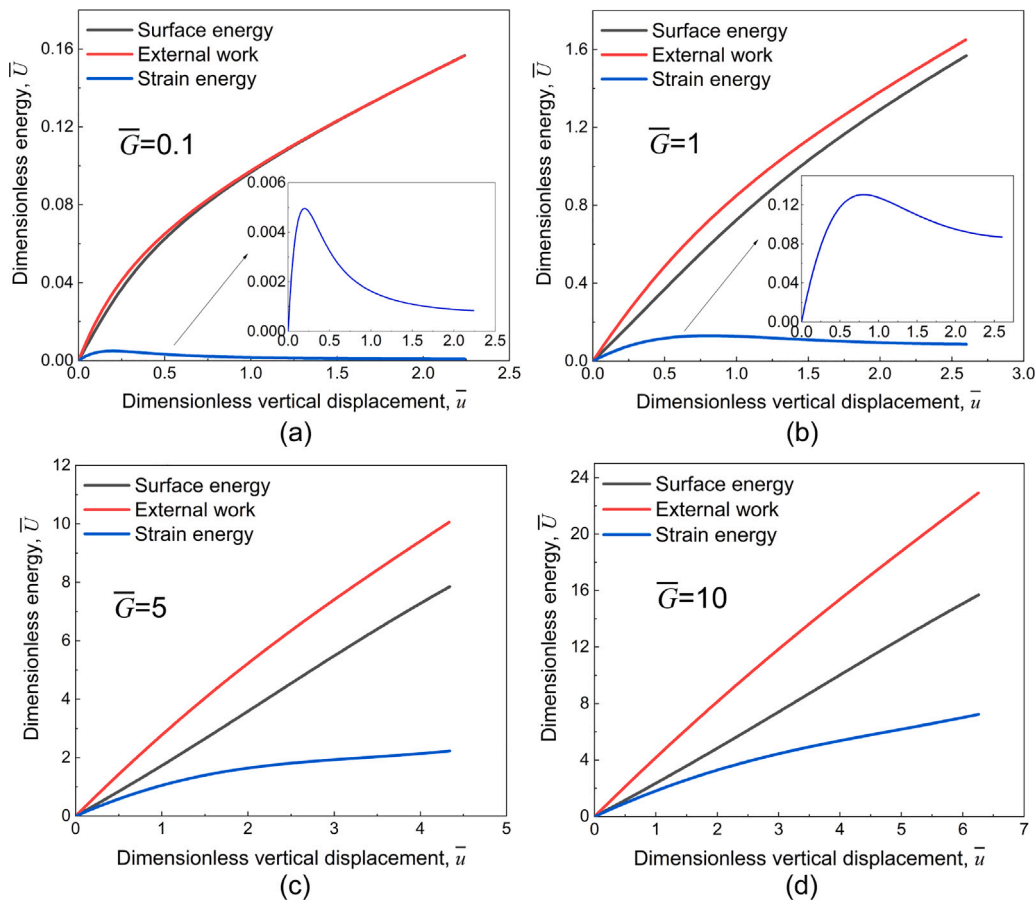 Surface energy
External work
Strain energy
G̅=0.1
Dimensionless energy, U̅
0.16
0.12
0.08
0.04
0.00
0.0 0.5 1.0 1.5 2.0 2.5
0.006
0.004
0.002
0.000
0.0 0.5 1.0 1.5 2.0 2.5
Dimensionless vertical displacement, u̅
(a)
Surface energy
External work
Strain energy
G̅=1
Dimensionless energy, U̅
1.6
1.2
0.8
0.4
0.0
0.0 0.5 1.0 1.5 2.0 2.5 3.0
0.12
0.08
0.04
0.00
0.0 0.5 1.0 1.5 2.0 2.5
Dimensionless vertical displacement, u̅
(b)
Surface energy
External work
Strain energy
G̅=5
Dimensionless energy, U̅
12
10
8
6
4
2
0
0 1 2 3 4 5
Dimensionless vertical displacement, u̅
(c)
Surface energy
External work
Strain energy
G̅=10
Dimensionless energy, U̅
24
20
16
12
8
4
0
0 1 2 3 4 5 6 7
Dimensionless vertical displacement, u̅
(d)